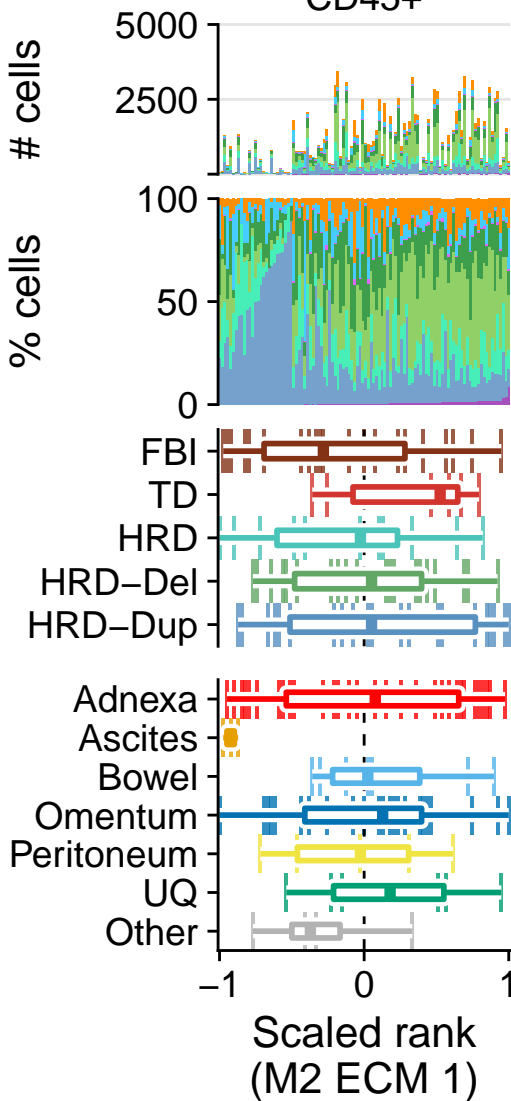 CD45+
5000
2500
# cells
100
50
0
% cells
FBI
TD
HRD
HRD−Del
HRD−Dup
Adnexa
Ascites
Bowel
Omentum
Peritoneum
UQ
Other
−1 0 1
Scaled rank
(M2 ECM 1)